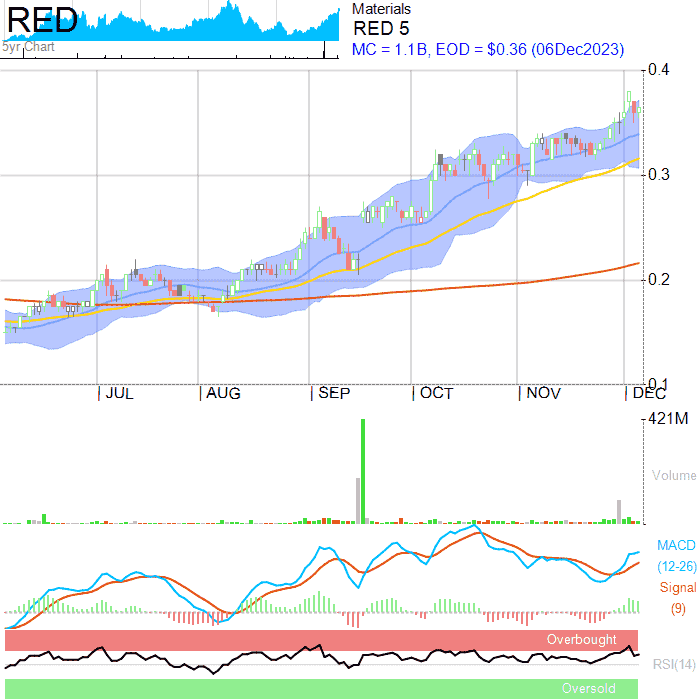 RED
5yr Chart
Materials
RED 5
MC = 1.1B, EOD = $0.36 (06Dec2023)
0.4
0.3
0.2
0.1
JUL AUG SEP OCT NOV DEC
421M
Volume
MACD
(12-26)
Signal
(9)
Overbought
RSI(14)
Oversold